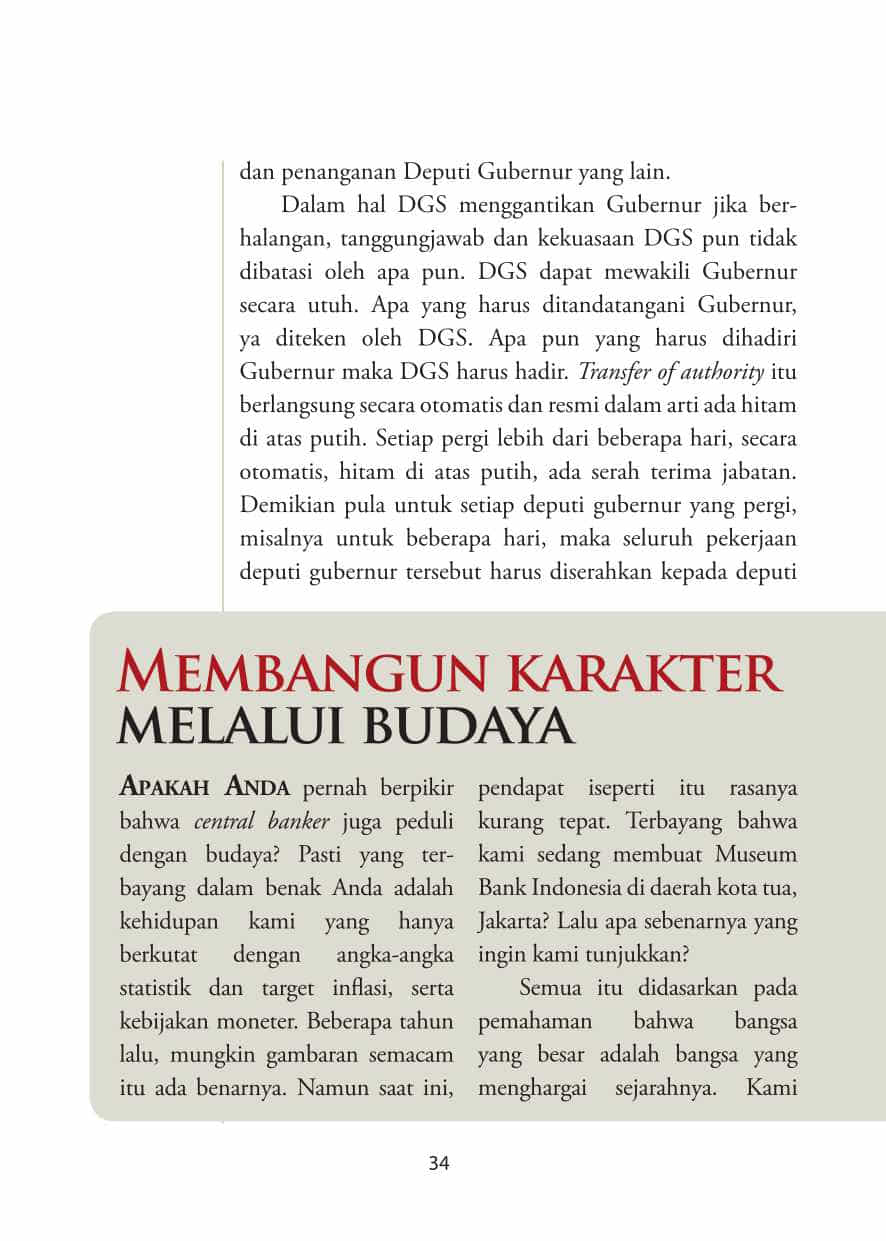 dan penanganan Deputi Gubernur yang lain.
Dalam hal DGS menggantikan Gubernur jika ber-
halangan, tanggungjawab dan kekuasaan DGS pun tidak
dibatasi oleh apa pun. DGS dapat mewakili Gubernur
secara utuh. Apa yang harus ditandatangani Gubernur,
ya diteken oleh DGS. Apa pun yang harus dihadiri
Gubernur maka DGS harus hadir. Transfer of authority itu
berlangsung secara otomatis dan resmi dalam arti ada hitam
di atas putih. Setiap pergi lebih dari beberapa hari, secara
otomatis, hitam di atas putih, ada serah terima jabatan.
Demikian pula untuk setiap deputi gubernur yang pergi,
misalnya untuk beberapa hari, maka seluruh pekerjaan
deputi gubernur tersebut harus diserahkan kepada deputi
MEMBANGUN KARAKTER
MELALUI BUDAYA
APAKAH ANDA pernah berpikir
bahwa central banker juga peduli
dengan budaya? Pasti yang ter-
bayang dalam benak Anda adalah
kehidupan kami yang hanya
berkutat dengan angka-angka
statistik dan target inflasi, serta
kebijakan moneter. Beberapa tahun
lalu, mungkin gambaran semacam
itu ada benarnya. Namun saat ini,
pendapat iseperti itu rasanya
kurang tepat. Terbayang bahwa
kami sedang membuat Museum
Bank Indonesia di daerah kota tua,
Jakarta? Lalu apa sebenarnya yang
ingin kami tunjukkan?
Semua itu didasarkan pada
pemahaman bahwa bangsa
yang besar adalah bangsa yang
menghargai sejarahnya. Kami
34